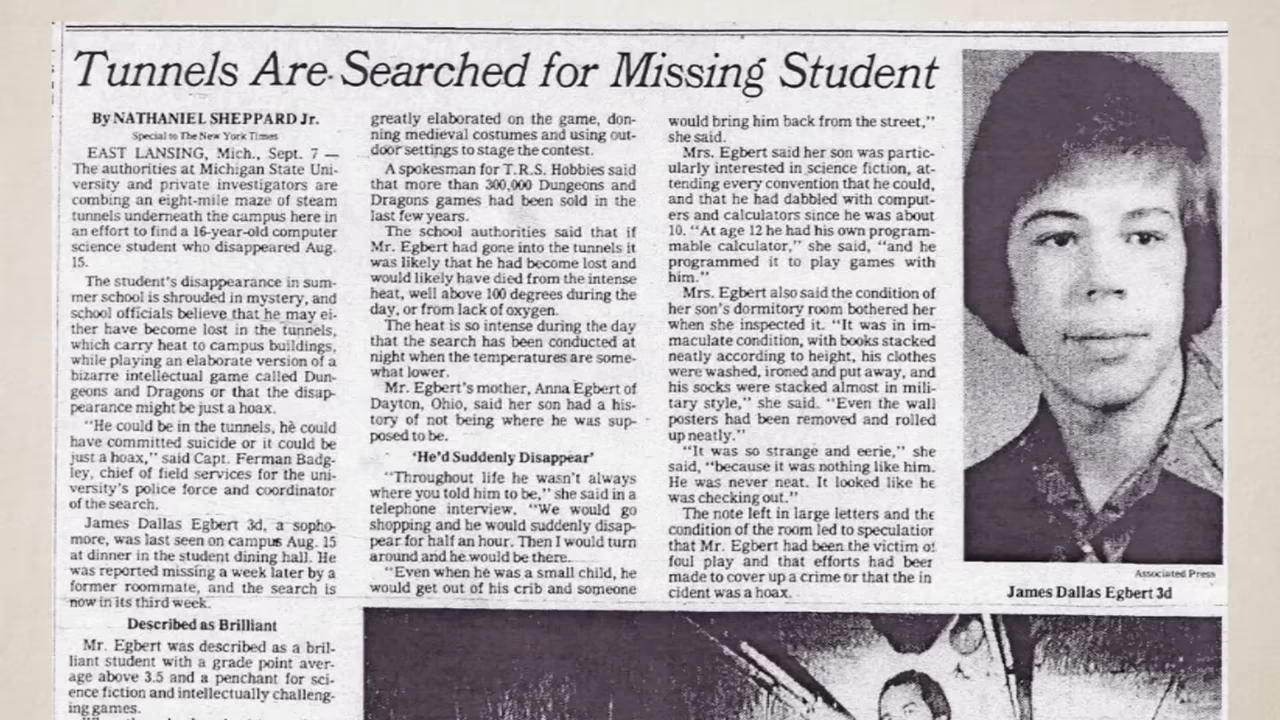 Tunnels Are Searched for Missing Student
By NATHANIEL SHEPPARD Jr.
Special to The New York Times
EAST LANSING, Mich., Sept. 7 —
The authorities at Michigan State Uni-
versity and private investigators are
combing an eight-mile maze of steam
tunnels underneath the campus here in
an effort to find a 16-year-old computer
science student who disappeared Aug.
15.
The student's disappearance in sum-
mer school is shrouded in mystery, and
school officials believe that he may ei-
ther have become lost in the tunnels,
which carry heat to campus buildings,
while playing an elaborate version of a
bizarre intellectual game called Dun-
geons and Dragons or that the disap-
pearance might be just a hoax.
"He could be in the tunnels, he could
have committed suicide or it could be
just a hoax," said Capt. Ferman Badg-
ley, chief of field services for the uni-
versity's police force and coordinator
of the search.
James Dallas Egbert 3d, a sopho-
more, was last seen on campus Aug. 15
at dinner in the student dining hall. He
was reported missing a week later by a
former roommate, and the search is
now in its third week.
Described as Brilliant
Mr. Egbert was described as a bril-
liant student with a grade point aver-
age above 3.5 and a penchant for sci-
ence fiction and intellectually challeng-
ing games.
greatly elaborated on the game, don-
ning medieval costumes and using out-
door settings to stage the contest.
A spokesman for T.R.S. Hobbies said
that more than 300,000 Dungeons and
Dragons games had been sold in the
last few years.
The school authorities said that if
Mr. Egbert had gone into the tunnels it
was likely that he had become lost and
would likely have died from the intense
heat, well above 100 degrees during the
day, or from lack of oxygen.
The heat is so intense during the day
that the search has been conducted at
night when the temperatures are some-
what lower.
Mr. Egbert's mother, Anna Egbert of
Dayton, Ohio, said her son had a his-
tory of not being where he was sup-
posed to be.
'He'd Suddenly Disappear'
"Throughout life he wasn't always
where you told him to be," she said in a
telephone interview. "We would go
shopping and he would suddenly disap-
pear for half an hour. Then I would turn
around and he would be there.
"Even when he was a small child, he
would get out of his crib and someone
would bring him back from the street,"
she said.
Mrs. Egbert said her son was partic-
ularly interested in science fiction, at-
tending every convention that he could,
and that he had dabbled with comput-
ers and calculators since he was about
10. "At age 12 he had his own program-
mable calculator," she said, "and he
programmed it to play games with
him."
Mrs. Egbert also said the condition of
her son's dormitory room bothered her
when she inspected it. "It was in im-
maculate condition, with books stacked
neatly according to height, his clothes
were washed, ironed and put away, and
his socks were stacked almost in mili-
tary style," she said. "Even the wall
posters had been removed and rolled
up neatly."
"It was so strange and eerie," she
said, "because it was nothing like him.
He was never neat. It looked like he
was checking out."
The note left in large letters and the
condition of the room led to speculation
that Mr. Egbert had been the victim of
foul play and that efforts had been
made to cover up a crime or that the in
cident was a hoax.
Associated Press
James Dallas Egbert 3d